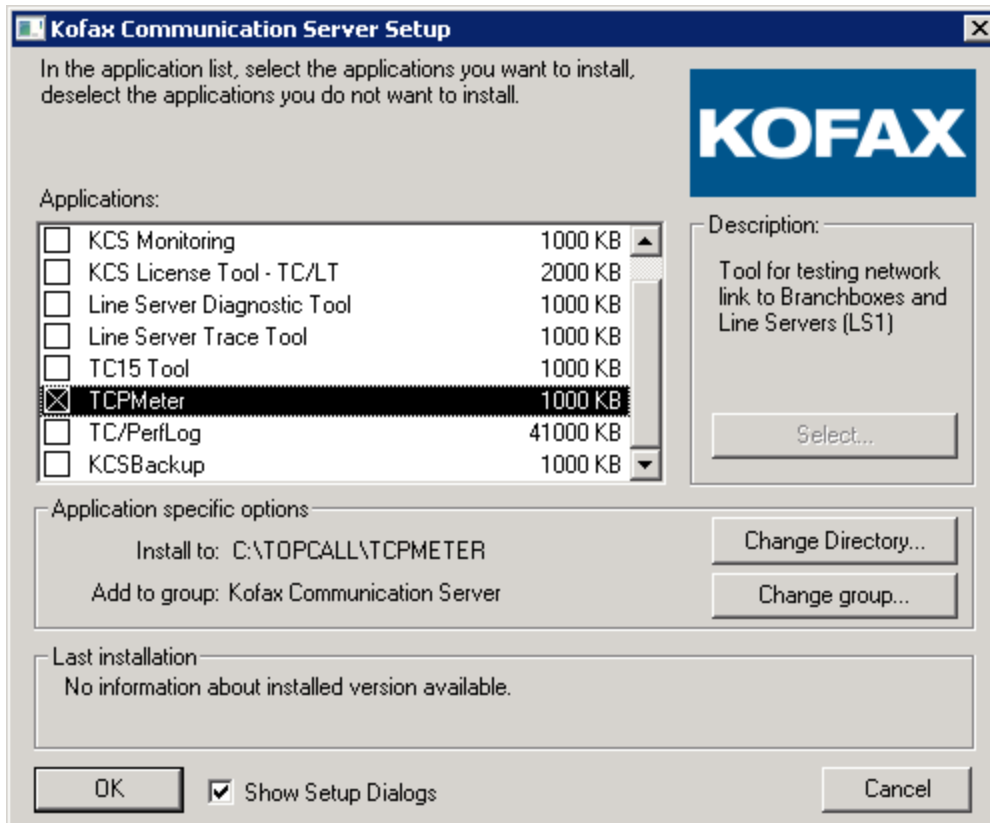 Kofax Communication Server Setup
In the application list, select the applications you want to install,
deselect the applications you do not want to install.
KOFAX
Applications:
KCS Monitoring 1000 KB
KCS License Tool - TC/LT 2000 KB
Line Server Diagnostic Tool 1000 KB
Line Server Trace Tool 1000 KB
TC15 Tool 1000 KB
TCPMeter 1000 KB
TC/PerfLog 41000 KB
KCSBackup 1000 KB
Description:
Tool for testing network
link to Branchboxes and
Line Servers (LS1)
Select...
Application specific options
Install to: C:\TOPCALL\TCPMETER
Change Directory...
Add to group: Kofax Communication Server
Change group...
Last installation
No information about installed version available.
OK
Show Setup Dialogs
Cancel